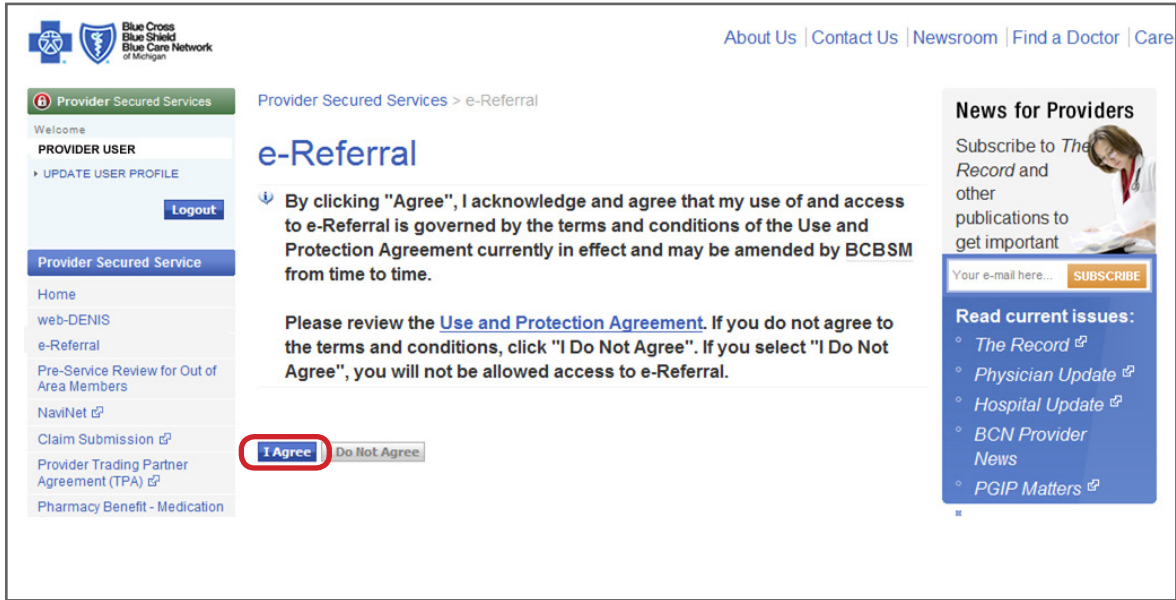 Blue Cross
Blue Shield
Blue Care Network
of Michigan
About Us | Contact Us | Newsroom | Find a Doctor | Care
Provider Secured Services
Welcome
PROVIDER USER
UPDATE USER PROFILE
Logout
Provider Secured Service
Home
web-DENIS
e-Referral
Pre-Service Review for Out of
Area Members
NaviNet
Claim Submission
Provider Trading Partner
Agreement (TPA)
Pharmacy Benefit - Medication
Provider Secured Services > e-Referral
e-Referral
By clicking "Agree", I acknowledge and agree that my use of and access
to e-Referral is governed by the terms and conditions of the Use and
Protection Agreement currently in effect and may be amended by BCBSM
from time to time.
Please review the Use and Protection Agreement. If you do not agree to
the terms and conditions, click "I Do Not Agree". If you select "I Do Not
Agree", you will not be allowed access to e-Referral.
I Agree
Do Not Agree
News for Providers
Subscribe to The
Record and
other
publications to
get important
Your e-mail here...
SUBSCRIBE
Read current issues:
° The Record
° Physician Update
° Hospital Update
° BCN Provider
News
° PGIP Matters